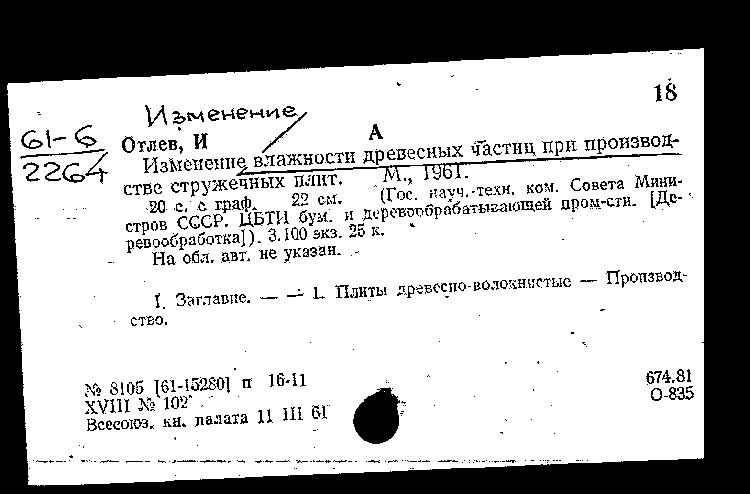 Изменение
18
61-6
2264
Отлев, И А
Изменение влажности древесных частиц при производ-
стве стружечных плит. М., 1961.
20 с. с граф. 22 см. (Гос. науч.-техн. ком. Совета Мини-
стров СССР. ЦБТИ бум. и деревообрабатывающей пром-сти. [Де-
ревообработка]). 3.100 экз. 25 к.
На обл. авт. не указан.
I. Заглавие. — — 1. Плиты древесно-волокнистые — Производ-
ство.
№ 8105 [61-15280] п 16-11
XVIII № 102
Всесоюз. кн. палата 11 III 61
674.81
О-835